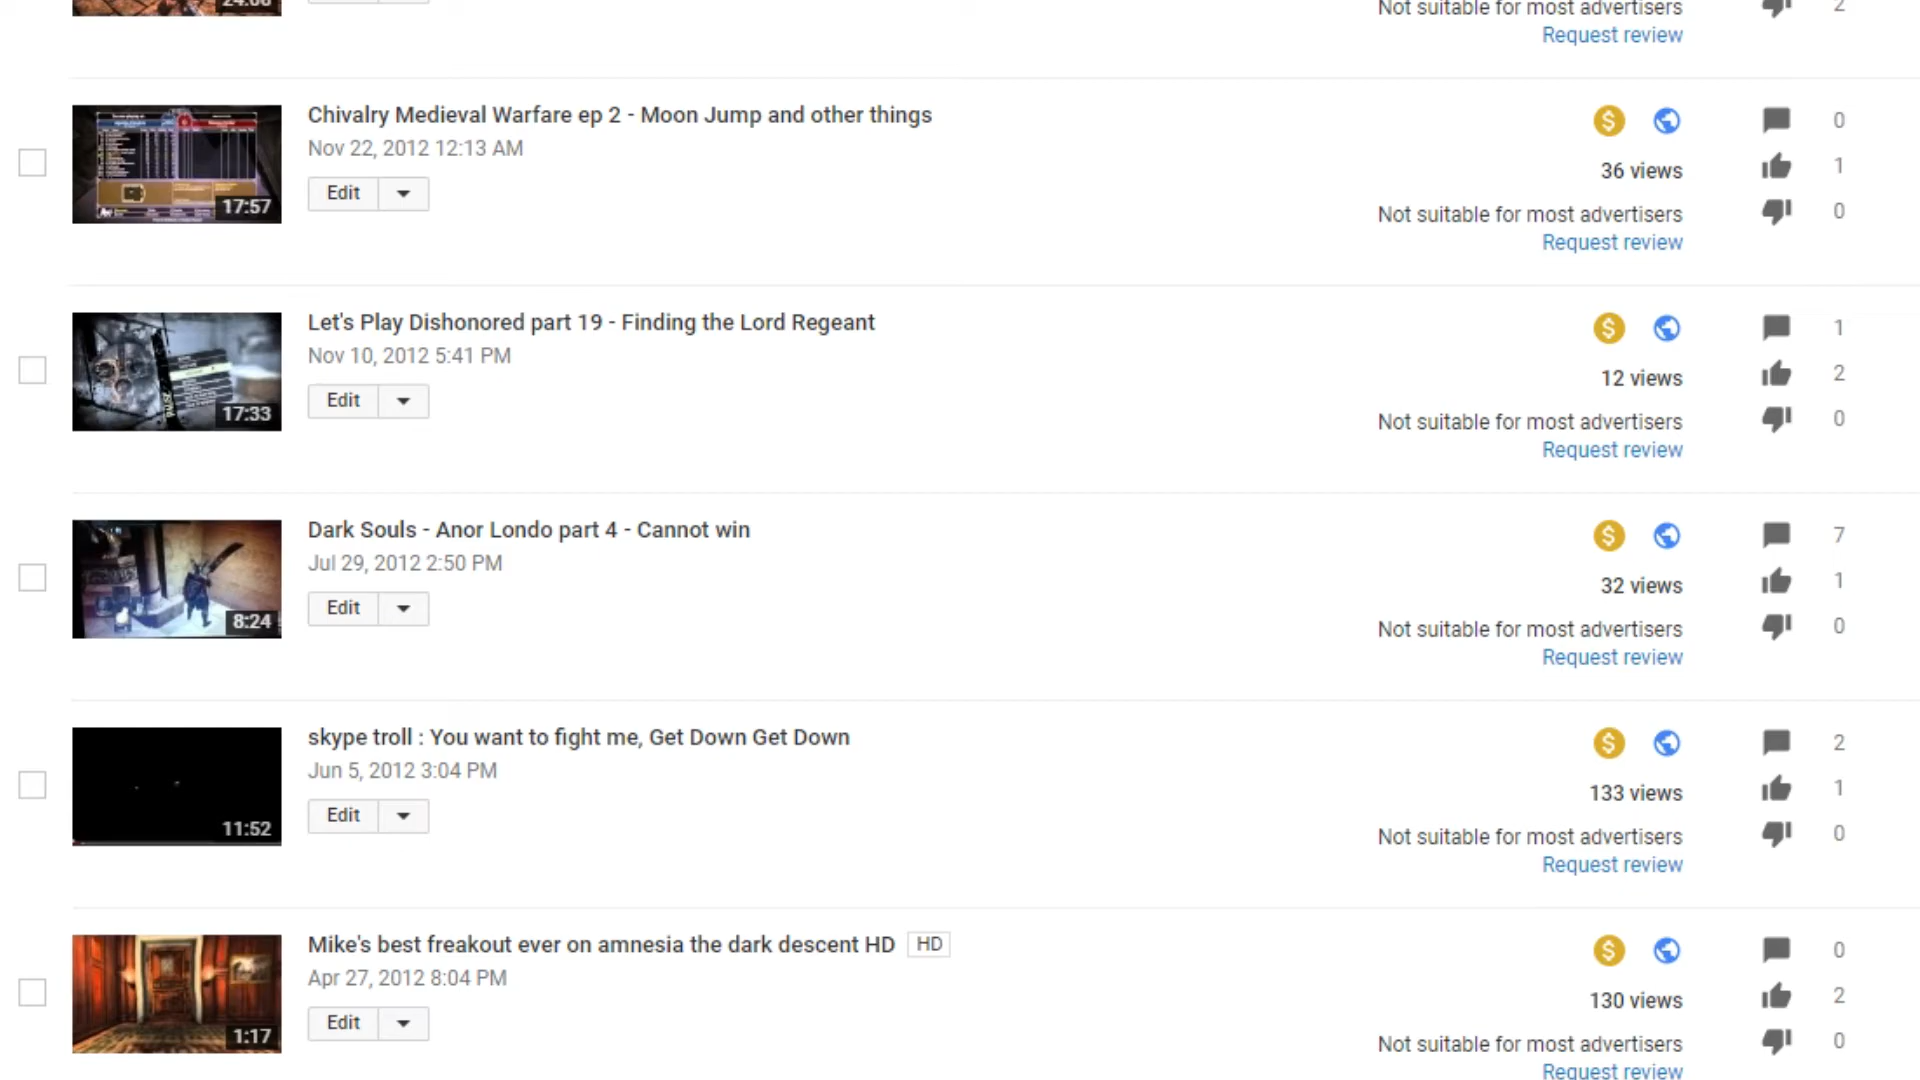 24:06
Not suitable for most advertisers
2
Request review
Chivalry Medieval Warfare ep 2 - Moon Jump and other things
0
Nov 22, 2012 12:13 AM
36 views
1
Edit
17:57
Not suitable for most advertisers
0
Request review
Let's Play Dishonored part 19 - Finding the Lord Regeant
1
Nov 10, 2012 5:41 PM
12 views
2
Edit
17:33
Not suitable for most advertisers
0
Request review
Dark Souls - Anor Londo part 4 - Cannot win
7
Jul 29, 2012 2:50 PM
32 views
1
Edit
8:24
Not suitable for most advertisers
0
Request review
skype troll : You want to fight me, Get Down Get Down
2
Jun 5, 2012 3:04 PM
133 views
1
Edit
11:52
Not suitable for most advertisers
0
Request review
Mike's best freakout ever on amnesia the dark descent HD HD
0
Apr 27, 2012 8:04 PM
130 views
2
Edit
1:17
Not suitable for most advertisers
0
Request review